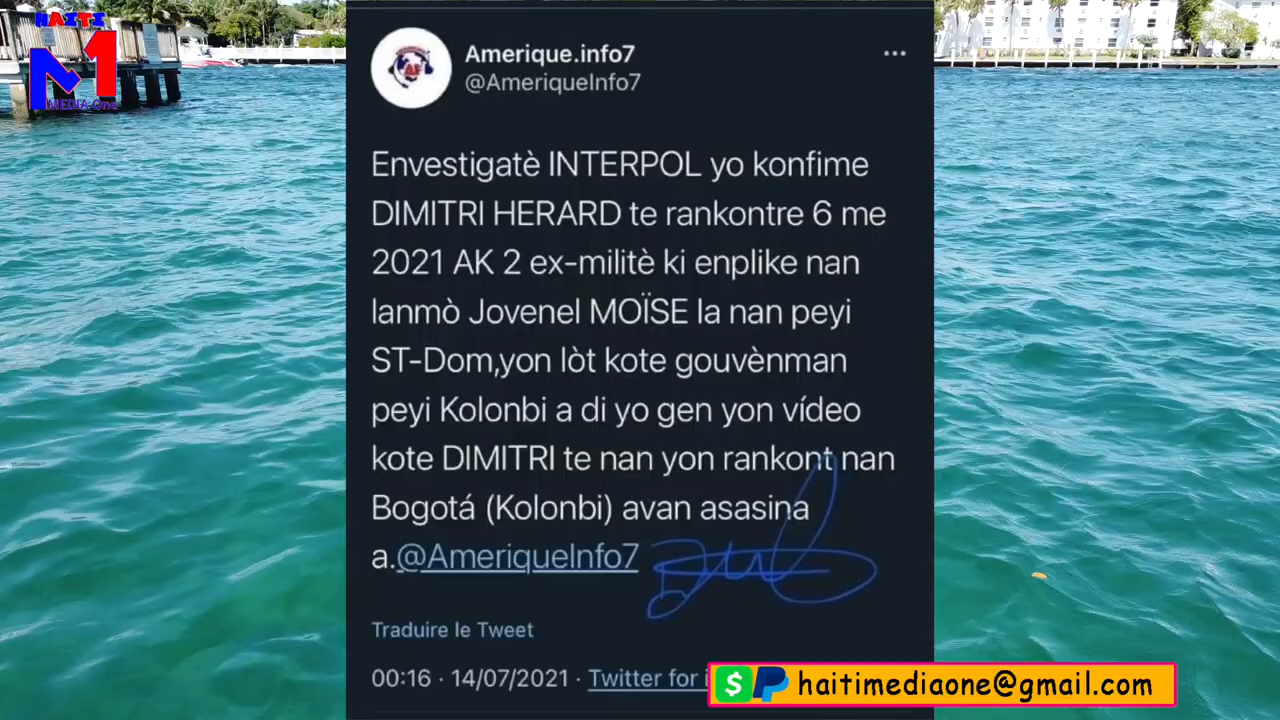 HAITI
M1
MEDIA One
Amerique.info7
@AmeriqueInfo7
Envestigatè INTERPOL yo konfime
DIMITRI HERARD te rankontre 6 me
2021 AK 2 ex-militè ki enplike nan
lanmò Jovenel MOÏSE la nan peyi
ST-Dom,yon lòt kote gouvènman
peyi Kolonbi a di yo gen yon vídeo
kote DIMITRI te nan yon rankont nan
Bogotá (Kolonbi) avan asasina
a.@AmeriqueInfo7
Traduire le Tweet
00:16 · 14/07/2021 · Twitter for i
$ P haitimediaone@gmail.com